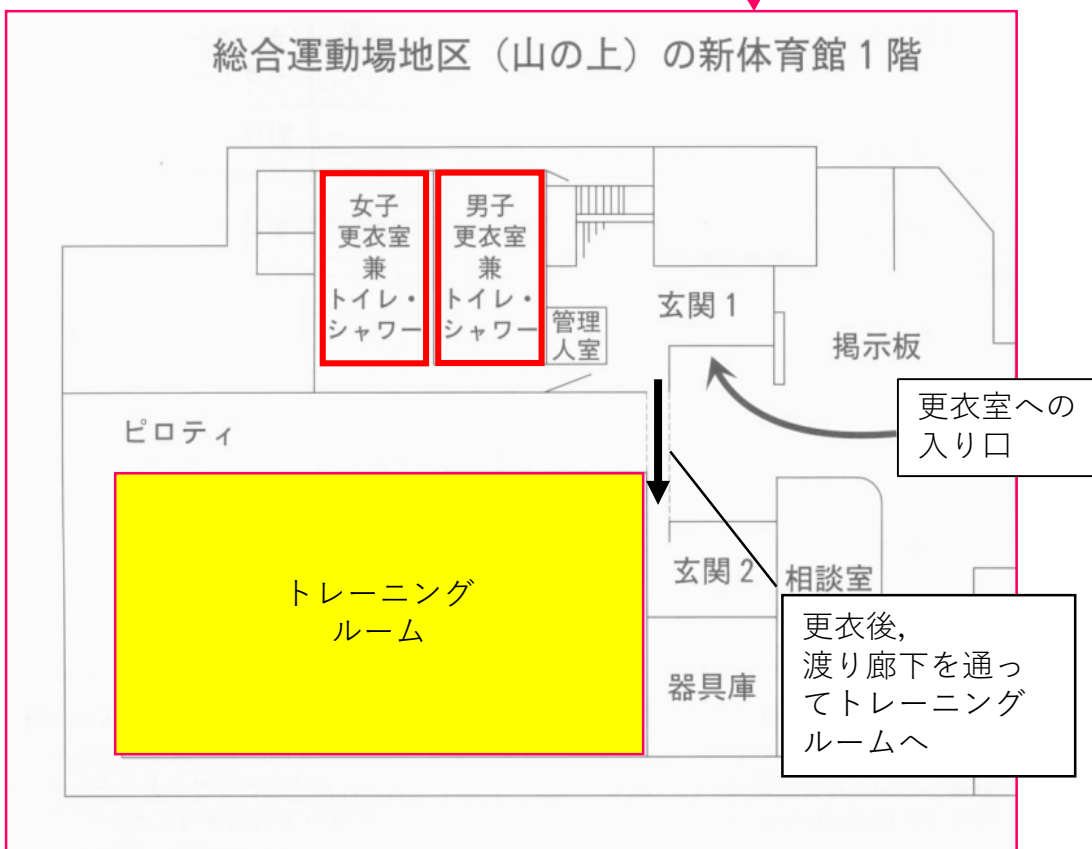 総合運動場地区（山の上）の新体育館1階
女子
更衣室
兼
トイレ・
シャワー
男子
更衣室
兼
トイレ・
シャワー
管理
人室
玄関1
掲示板
更衣室への
入り口
ピロティ
トレーニング
ルーム
玄関2
相談室
更衣後,
渡り廊下を通っ
てトレーニング
ルームへ
器具庫